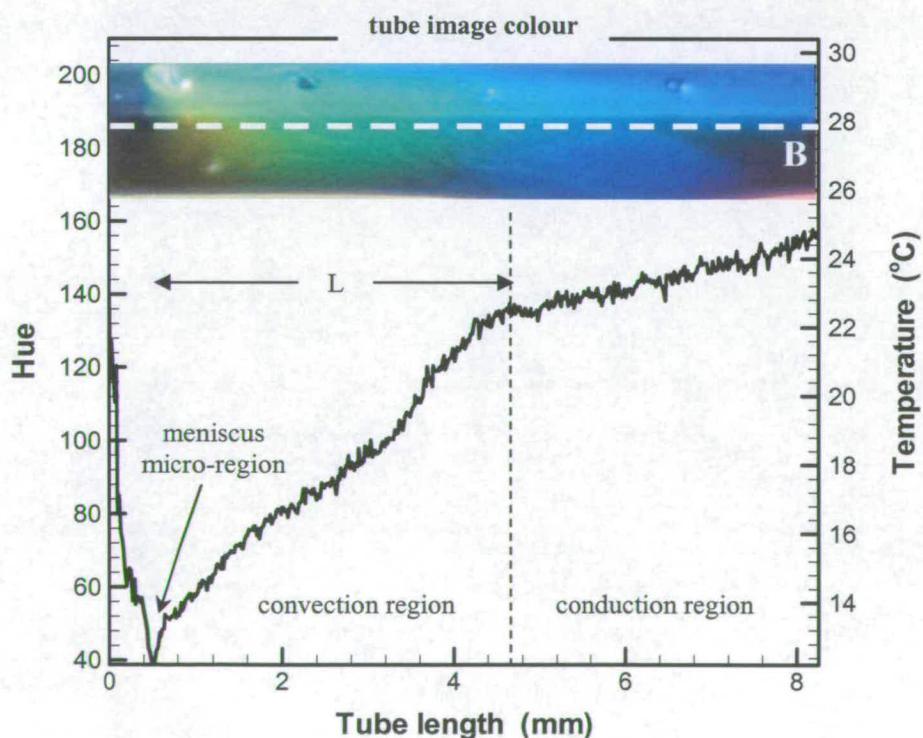 tube image colour
Hue
200
180
160
140
120
100
80
60
40
30
28
26
24
22
20
18
16
14
Temperature (°C)
B
L
meniscus
micro-region
convection region
conduction region
0
2
4
6
8
Tube length (mm)